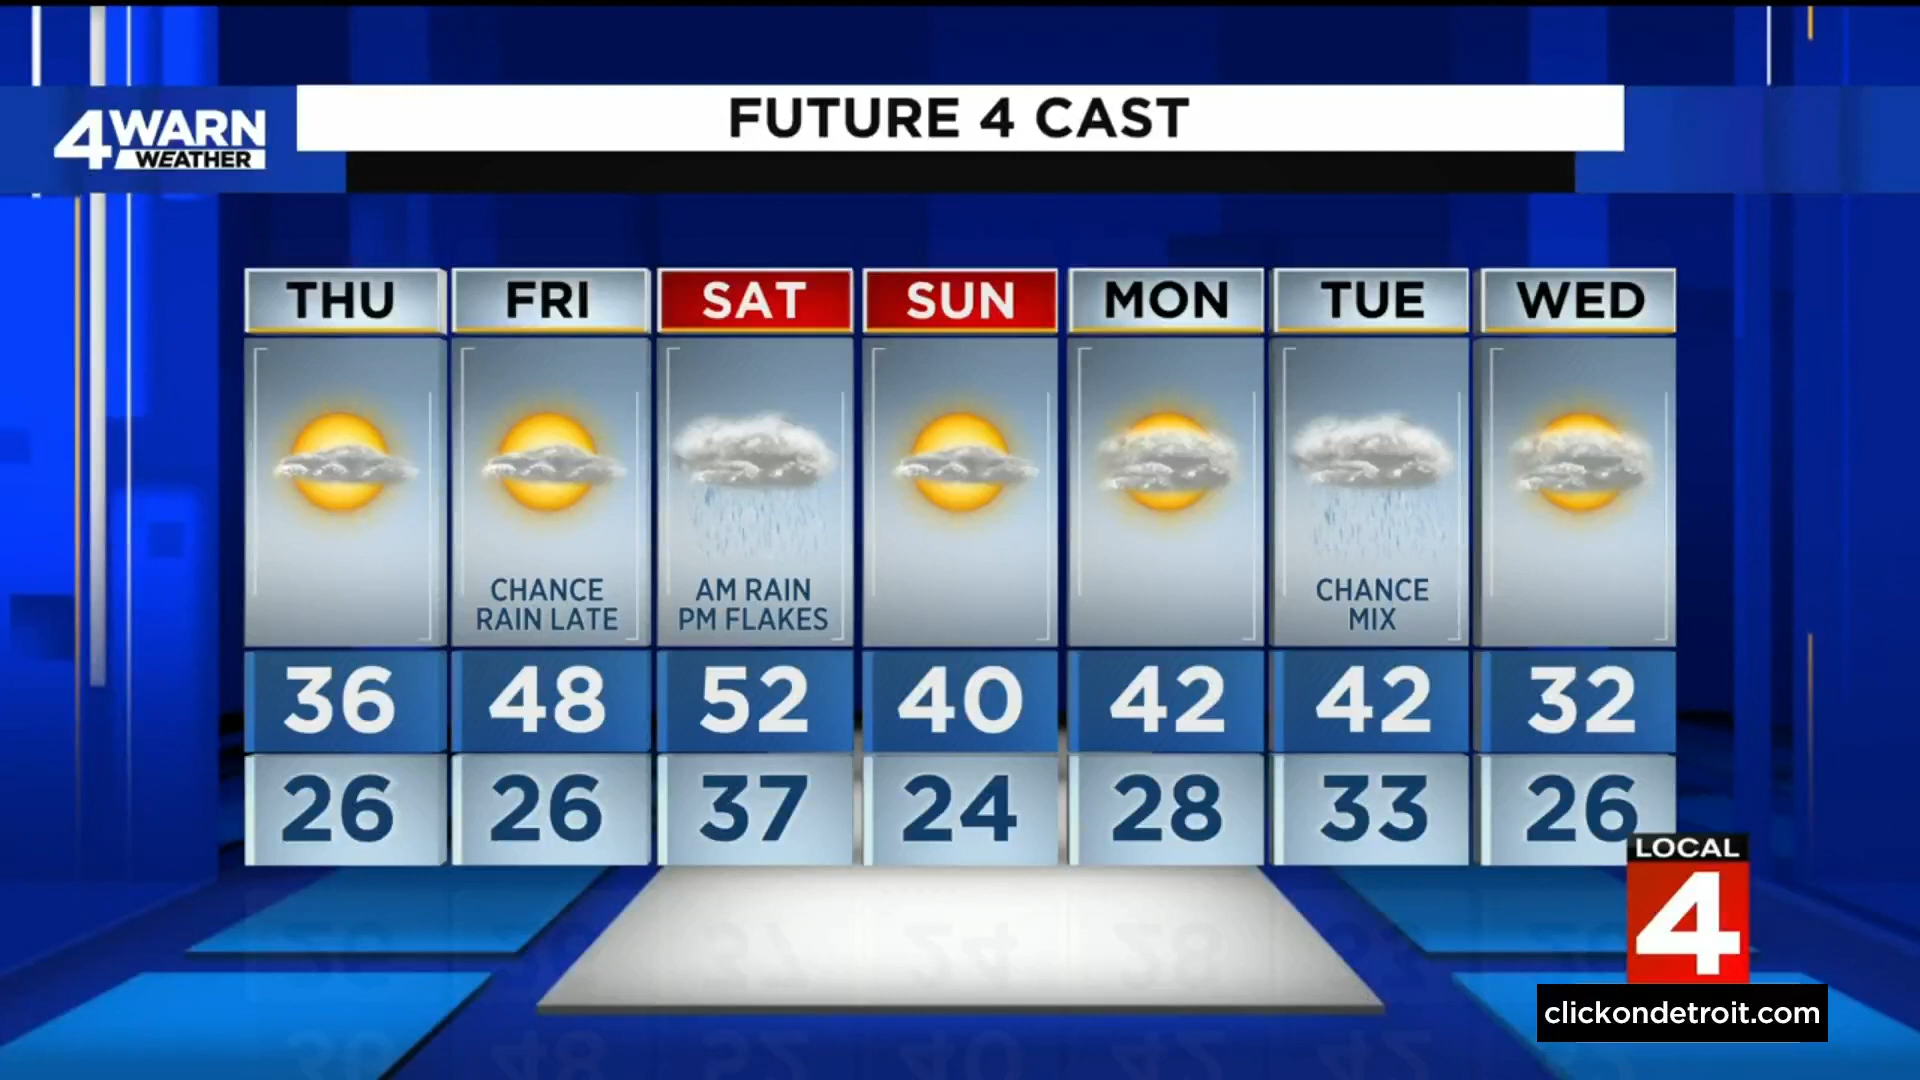 FUTURE 4 CAST
4WARN
WEATHER
THU FRI SAT SUN MON TUE WED
CHANCE
RAIN LATE
AM RAIN
PM FLAKES
CHANCE
MIX
36 48 52 40 42 42 32
26 26 37 24 28 33 26
LOCAL
4
clickondetroit.com